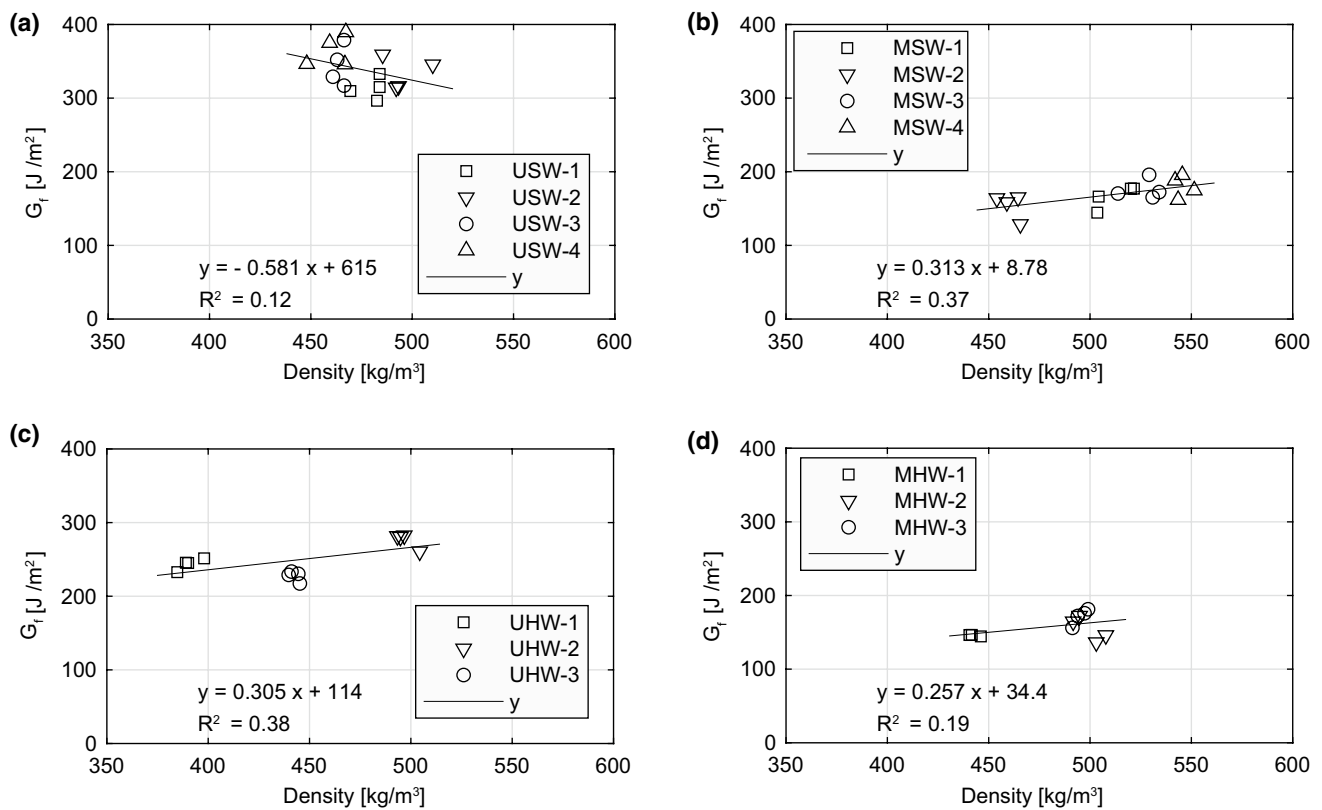 (a)
400
300
200
100
0
G_f [J /m²]
USW-1
USW-2
USW-3
USW-4
y
y = - 0.581 x + 615
R² = 0.12
350 400 450 500 550 600
Density [kg/m³]
(b)
400
300
200
100
0
G_f [J /m²]
MSW-1
MSW-2
MSW-3
MSW-4
y
y = 0.313 x + 8.78
R² = 0.37
350 400 450 500 550 600
Density [kg/m³]
(c)
400
300
200
100
0
G_f [J /m²]
UHW-1
UHW-2
UHW-3
y
y = 0.305 x + 114
R² = 0.38
350 400 450 500 550 600
Density [kg/m³]
(d)
400
300
200
100
0
G_f [J /m²]
MHW-1
MHW-2
MHW-3
y
y = 0.257 x + 34.4
R² = 0.19
350 400 450 500 550 600
Density [kg/m³]